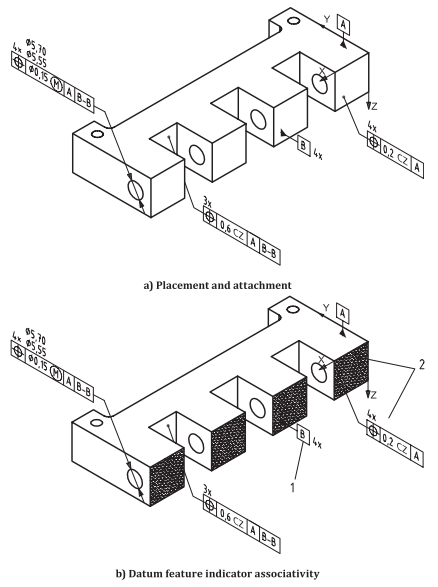 Y A
4x ⌀5,70
⌀5,55
⌖ ⌀0,15 Ⓜ A B-B
X
Z
B 4x
4x
⌖ 0,2 CZ A
3x
⌖ 0,6 CZ A B-B
a) Placement and attachment
Y A
4x ⌀5,70
⌀5,55
⌖ ⌀0,15 Ⓜ A B-B
X
2
Z
B 4x
4x
⌖ 0,2 CZ A
1
3x
⌖ 0,6 CZ A B-B
b) Datum feature indicator associativity